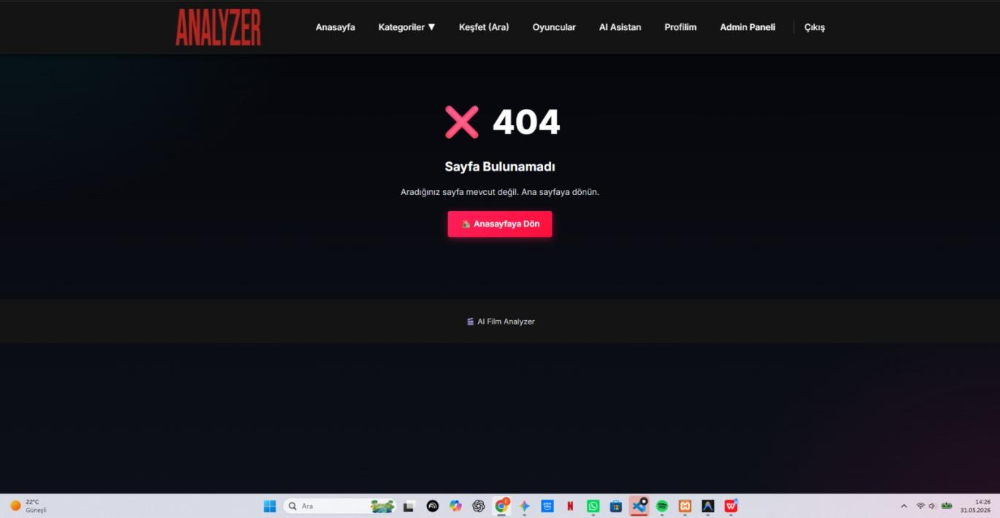 ANALYZER
Anasayfa Kategoriler ▼ Keşfet (Ara) Oyuncular AI Asistan Profilim Admin Paneli Çıkış
❌ 404
Sayfa Bulunamadı
Aradığınız sayfa mevcut değil. Ana sayfaya dönün.
Anasayfaya Dön
AI Film Analyzer
22°C
Güneşli
Ara
14:26
31.05.2026